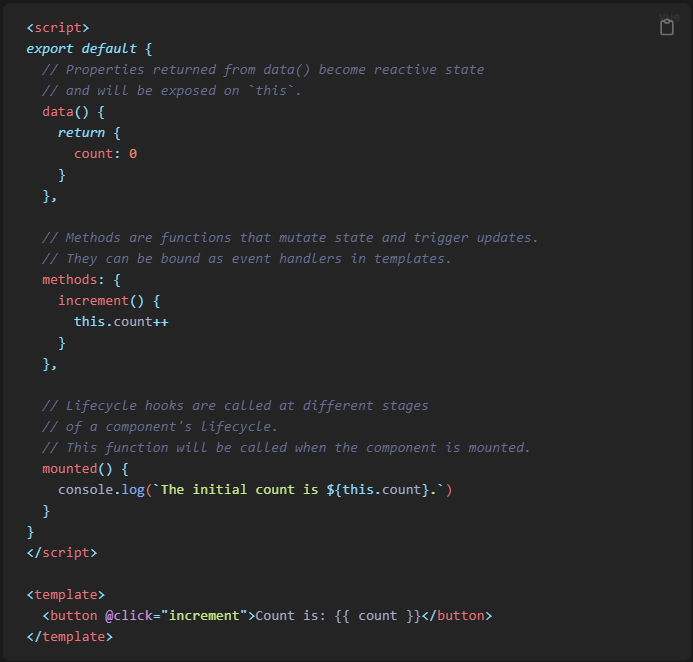 <script>
export default {
  // Properties returned from data() become reactive state
  // and will be exposed on `this`.
  data() {
    return {
      count: 0
    }
  },

  // Methods are functions that mutate state and trigger updates.
  // They can be bound as event handlers in templates.
  methods: {
    increment() {
      this.count++
    }
  },

  // Lifecycle hooks are called at different stages
  // of a component's lifecycle.
  // This function will be called when the component is mounted.
  mounted() {
    console.log(`The initial count is ${this.count}.`)
  }
}
</script>

<template>
  <button @click="increment">Count is: {{ count }}</button>
</template>